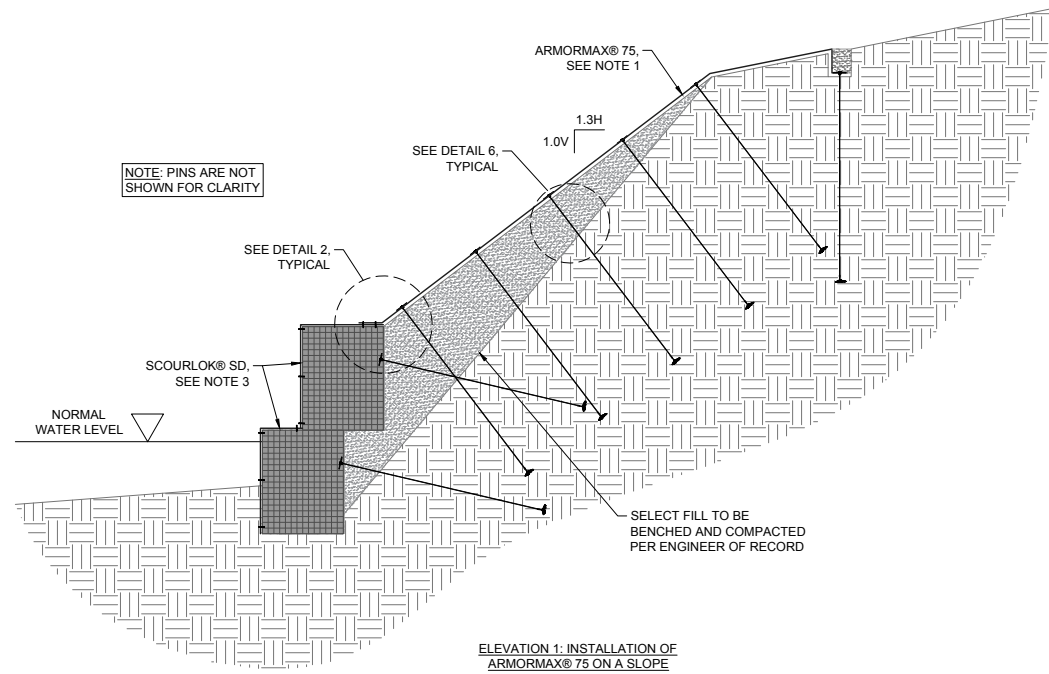 ARMORMAX® 75,
SEE NOTE 1
1.3H
1.0V
SEE DETAIL 6,
TYPICAL
NOTE: PINS ARE NOT
SHOWN FOR CLARITY
SEE DETAIL 2,
TYPICAL
SCOURLOK® SD,
SEE NOTE 3
NORMAL
WATER LEVEL
SELECT FILL TO BE
BENCHED AND COMPACTED
PER ENGINEER OF RECORD
ELEVATION 1: INSTALLATION OF
ARMORMAX® 75 ON A SLOPE